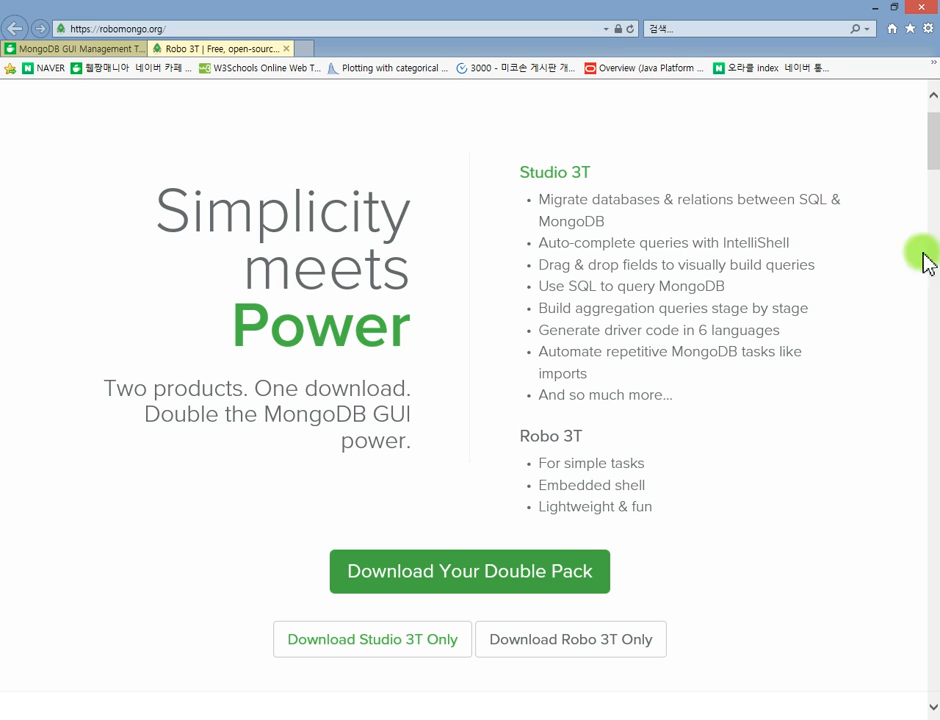 https://robomongo.org/
검색...
MongoDB GUI Management T...
Robo 3T | Free, open-sourc...
NAVER
웹짱매니아 네이버 카페 ...
W3Schools Online Web T...
Plotting with categorical ...
3000 - 미코손 게시판 개...
Overview (Java Platform ...
오라클 index 네이버 통...
Simplicity
meets
Power
Two products. One download.
Double the MongoDB GUI
power.
Studio 3T
• Migrate databases & relations between SQL &
MongoDB
• Auto-complete queries with IntelliShell
• Drag & drop fields to visually build queries
• Use SQL to query MongoDB
• Build aggregation queries stage by stage
• Generate driver code in 6 languages
• Automate repetitive MongoDB tasks like
imports
• And so much more...
Robo 3T
• For simple tasks
• Embedded shell
• Lightweight & fun
Download Your Double Pack
Download Studio 3T Only
Download Robo 3T Only